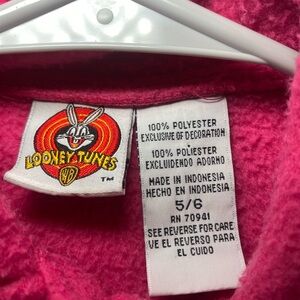 LOONEY TUNES
WB
TM
100% POLYESTER
EXCLUSIVE OF DECORATION
100% POLIESTER
EXCLUIDENDO ADORNO
MADE IN INDONESIA
HECHO EN INDONESIA
5/6
RN 70941
SEE REVERSE FOR CARE
VE EL REVERSO PARA
EL CUIDO